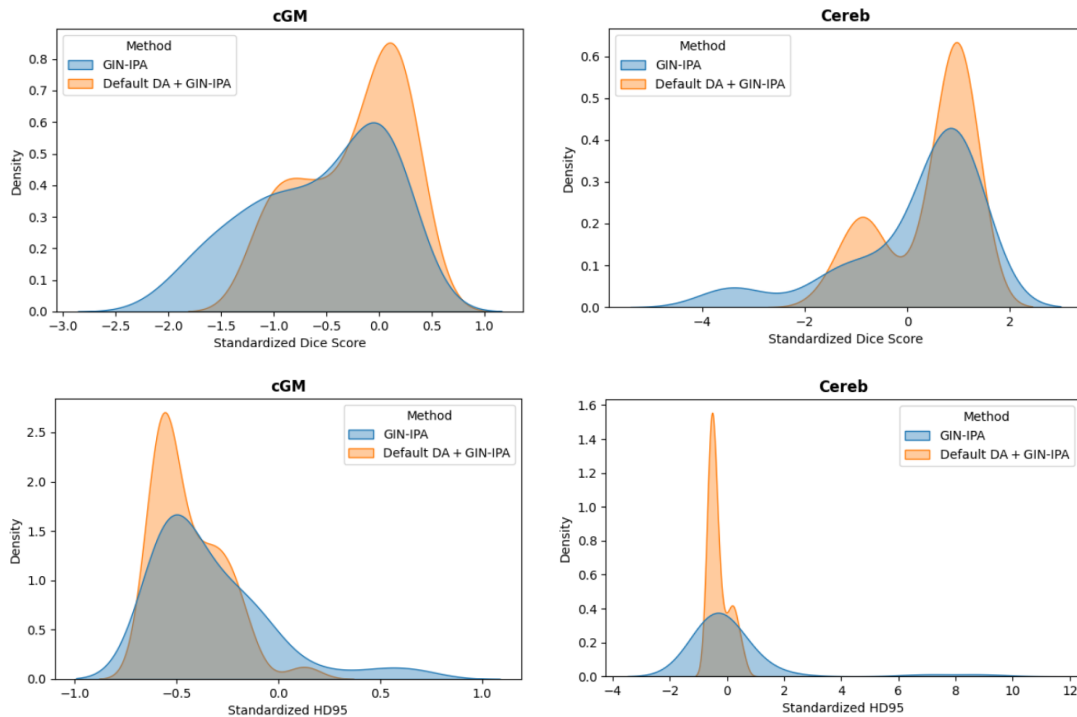 cGM
Method
GIN-IPA
Default DA + GIN-IPA
Density
0.8
0.7
0.6
0.5
0.4
0.3
0.2
0.1
0.0
−3.0 −2.5 −2.0 −1.5 −1.0 −0.5 0.0 0.5 1.0
Standardized Dice Score
Cereb
Method
GIN-IPA
Default DA + GIN-IPA
Density
0.6
0.5
0.4
0.3
0.2
0.1
0.0
−4 −2 0 2
Standardized Dice Score
cGM
Method
GIN-IPA
Default DA + GIN-IPA
Density
2.5
2.0
1.5
1.0
0.5
0.0
−1.0 −0.5 0.0 0.5 1.0
Standardized HD95
Cereb
Method
GIN-IPA
Default DA + GIN-IPA
Density
1.6
1.4
1.2
1.0
0.8
0.6
0.4
0.2
0.0
−4 −2 0 2 4 6 8 10 12
Standardized HD95